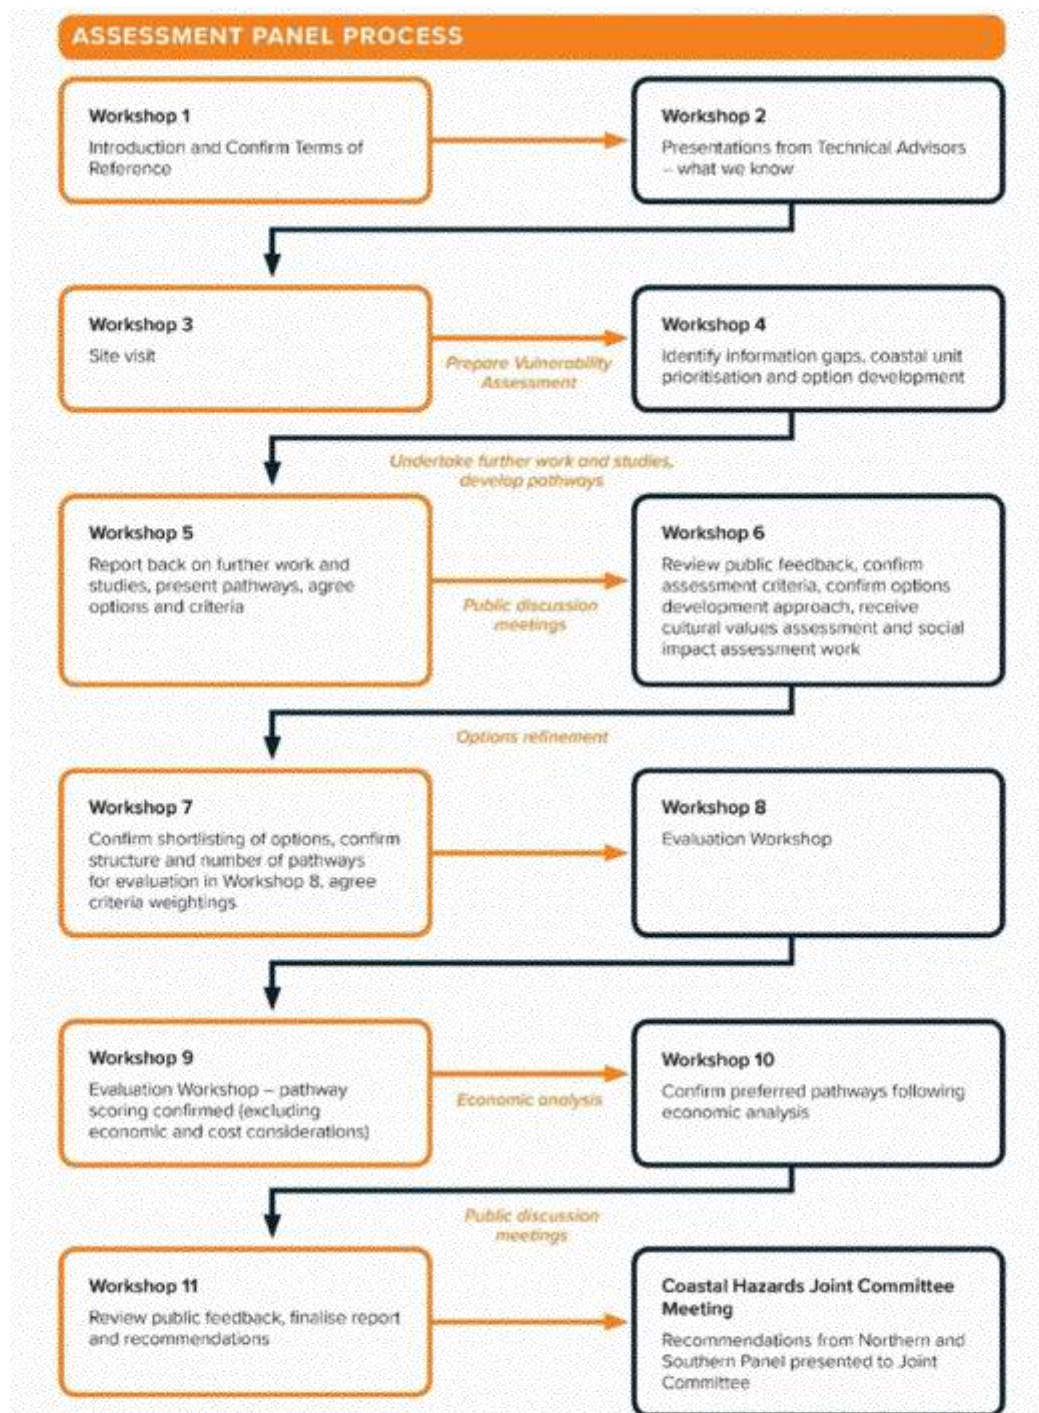 ASSESSMENT PANEL PROCESS
Workshop 1
Introduction and Confirm Terms of
Reference
Workshop 2
Presentations from Technical Advisors
– what we know
Workshop 3
Site visit
Prepare Vulnerability
Assessment
Workshop 4
Identify information gaps, coastal unit
prioritisation and option development
Undertake further work and studies,
develop pathways
Workshop 5
Report back on further work and
studies, present pathways, agree
options and criteria
Public discussion
meetings
Workshop 6
Review public feedback, confirm
assessment criteria, confirm options
development approach, receive
cultural values assessment and social
impact assessment work
Options refinement
Workshop 7
Confirm shortlisting of options, confirm
structure and number of pathways
for evaluation in Workshop 8, agree
criteria weightings
Workshop 8
Evaluation Workshop
Workshop 9
Evaluation Workshop – pathway
scoring confirmed (excluding
economic and cost considerations)
Economic analysis
Workshop 10
Confirm preferred pathways following
economic analysis
Public discussion
meetings
Workshop 11
Review public feedback, finalise report
and recommendations
Coastal Hazards Joint Committee
Meeting
Recommendations from Northern and
Southern Panel presented to Joint
Committee